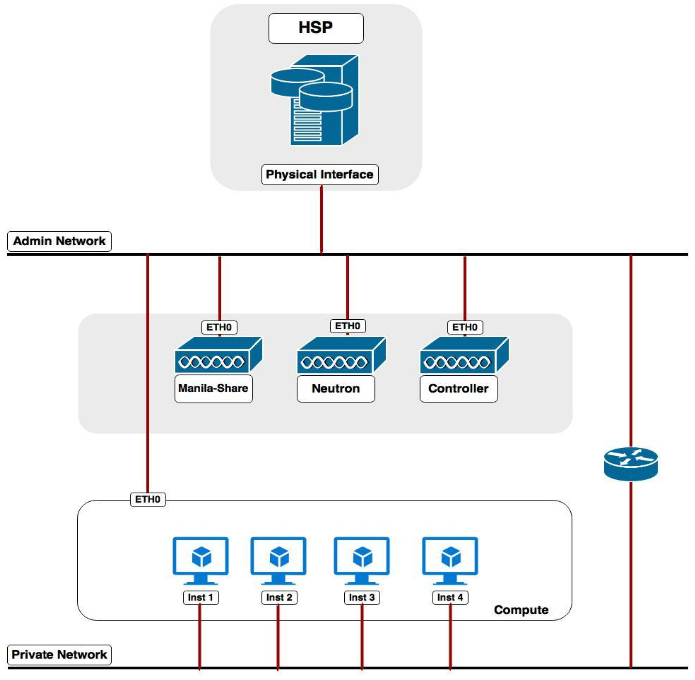 HSP
Physical Interface
Admin Network
ETH0
ETH0
ETH0
Manila-Share
Neutron
Controller
ETH0
Inst 1
Inst 2
Inst 3
Inst 4
Compute
Private Network